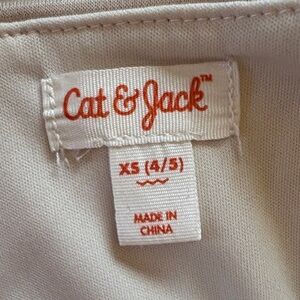 Cat & Jack™
XS (4/5)
MADE IN
CHINA